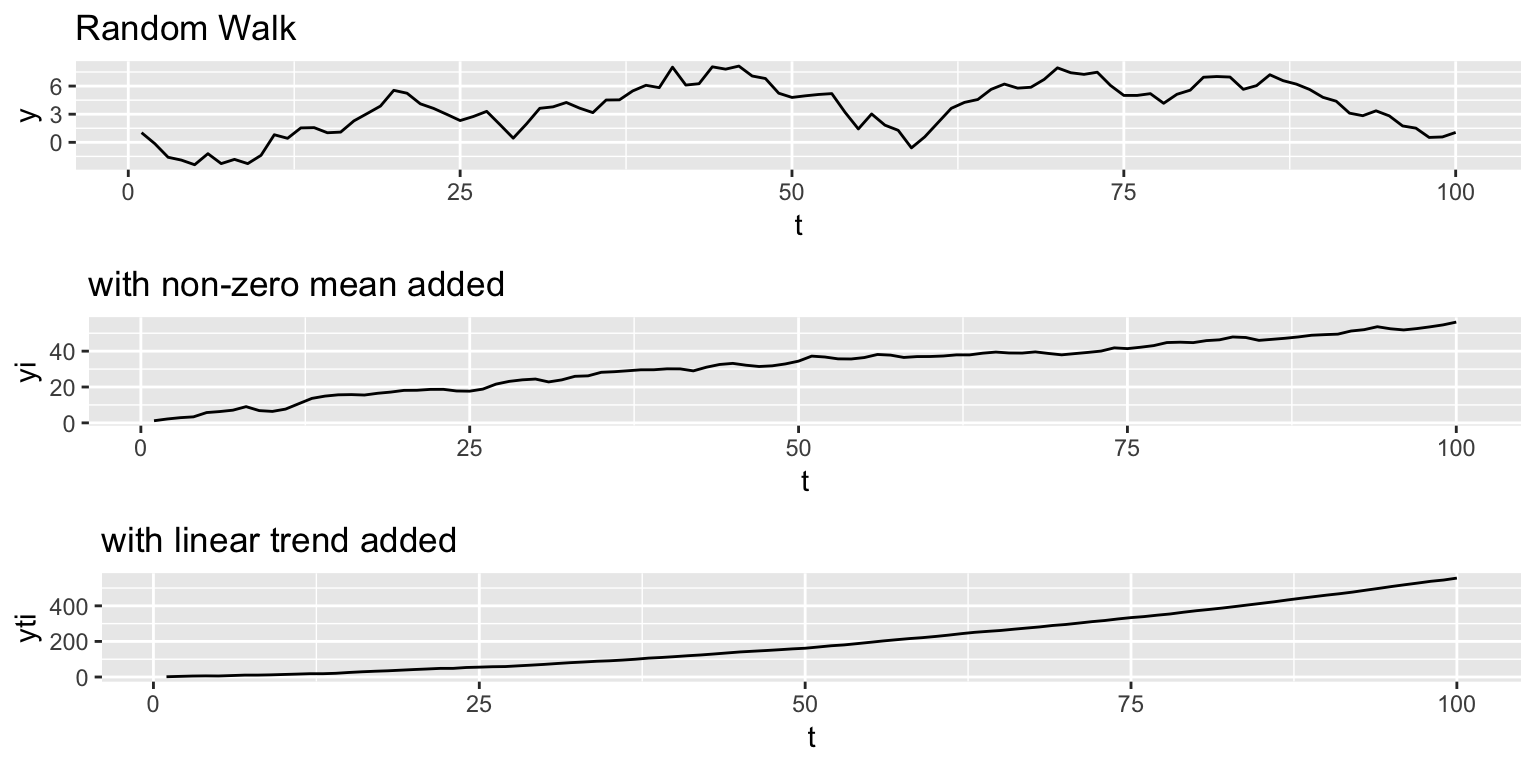 Random Walk
y
6
3
0
0 25 50 75 100
t
with non-zero mean added
yi
40
20
0
0 25 50 75 100
t
with linear trend added
yti
400
200
0
0 25 50 75 100
t